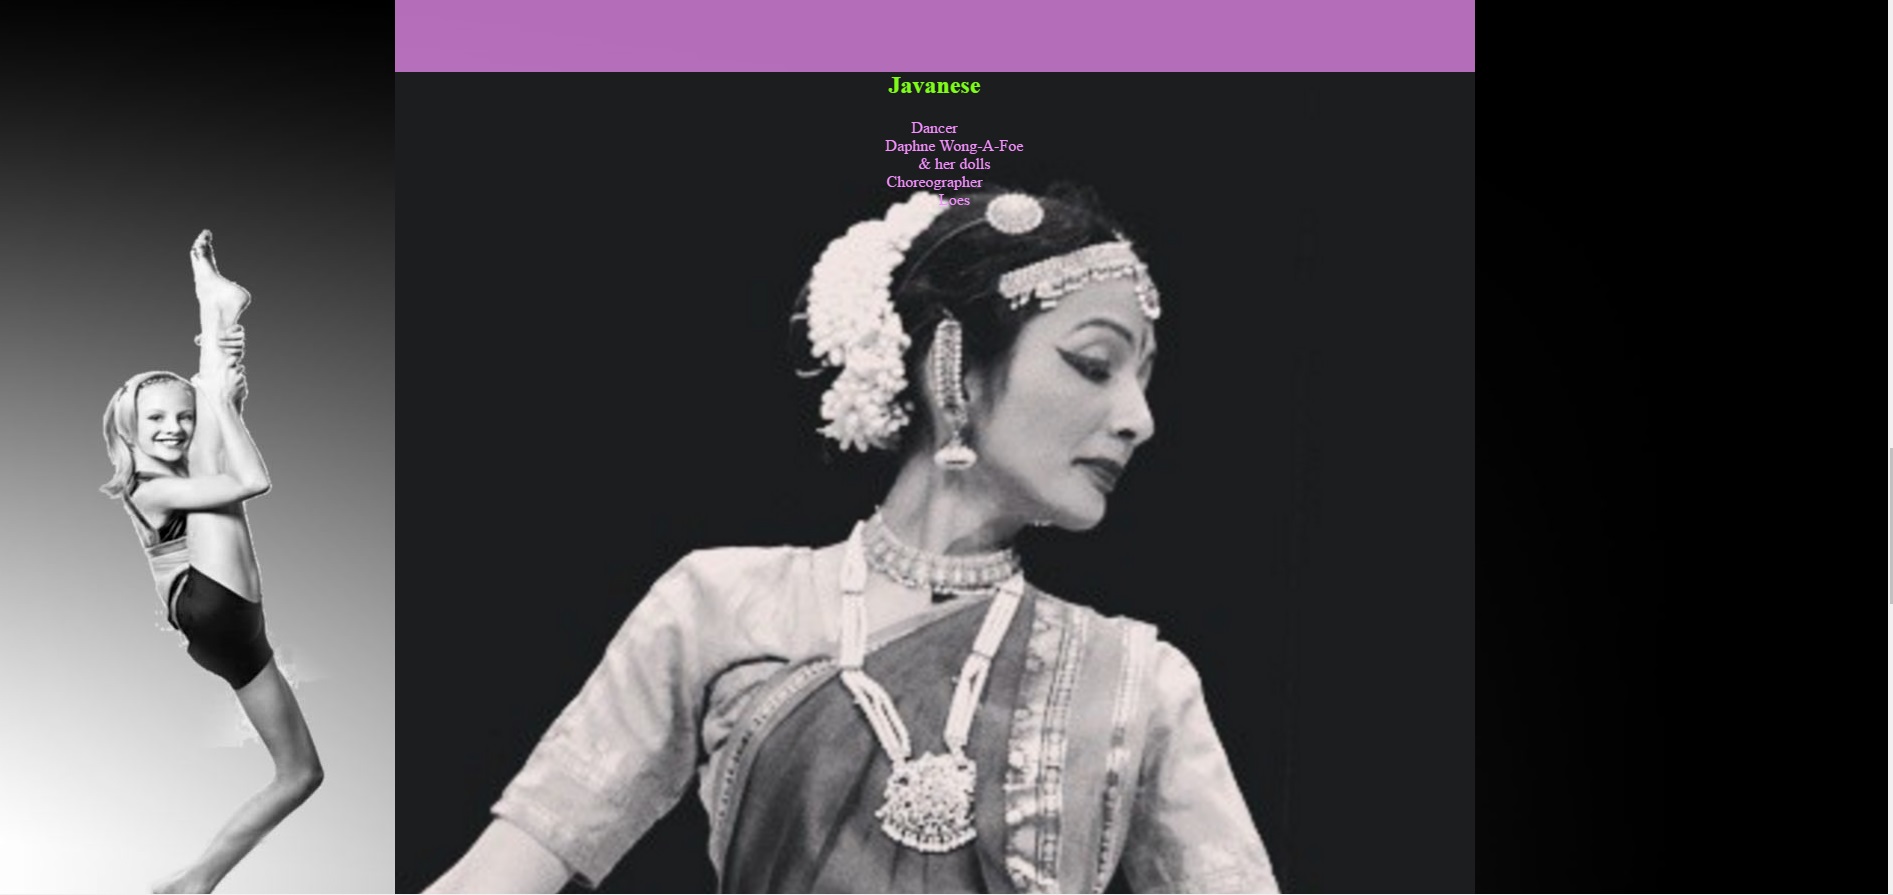 Javanese
Dancer
Daphne Wong-A-Foe
& her dolls
Choreographer
Loes